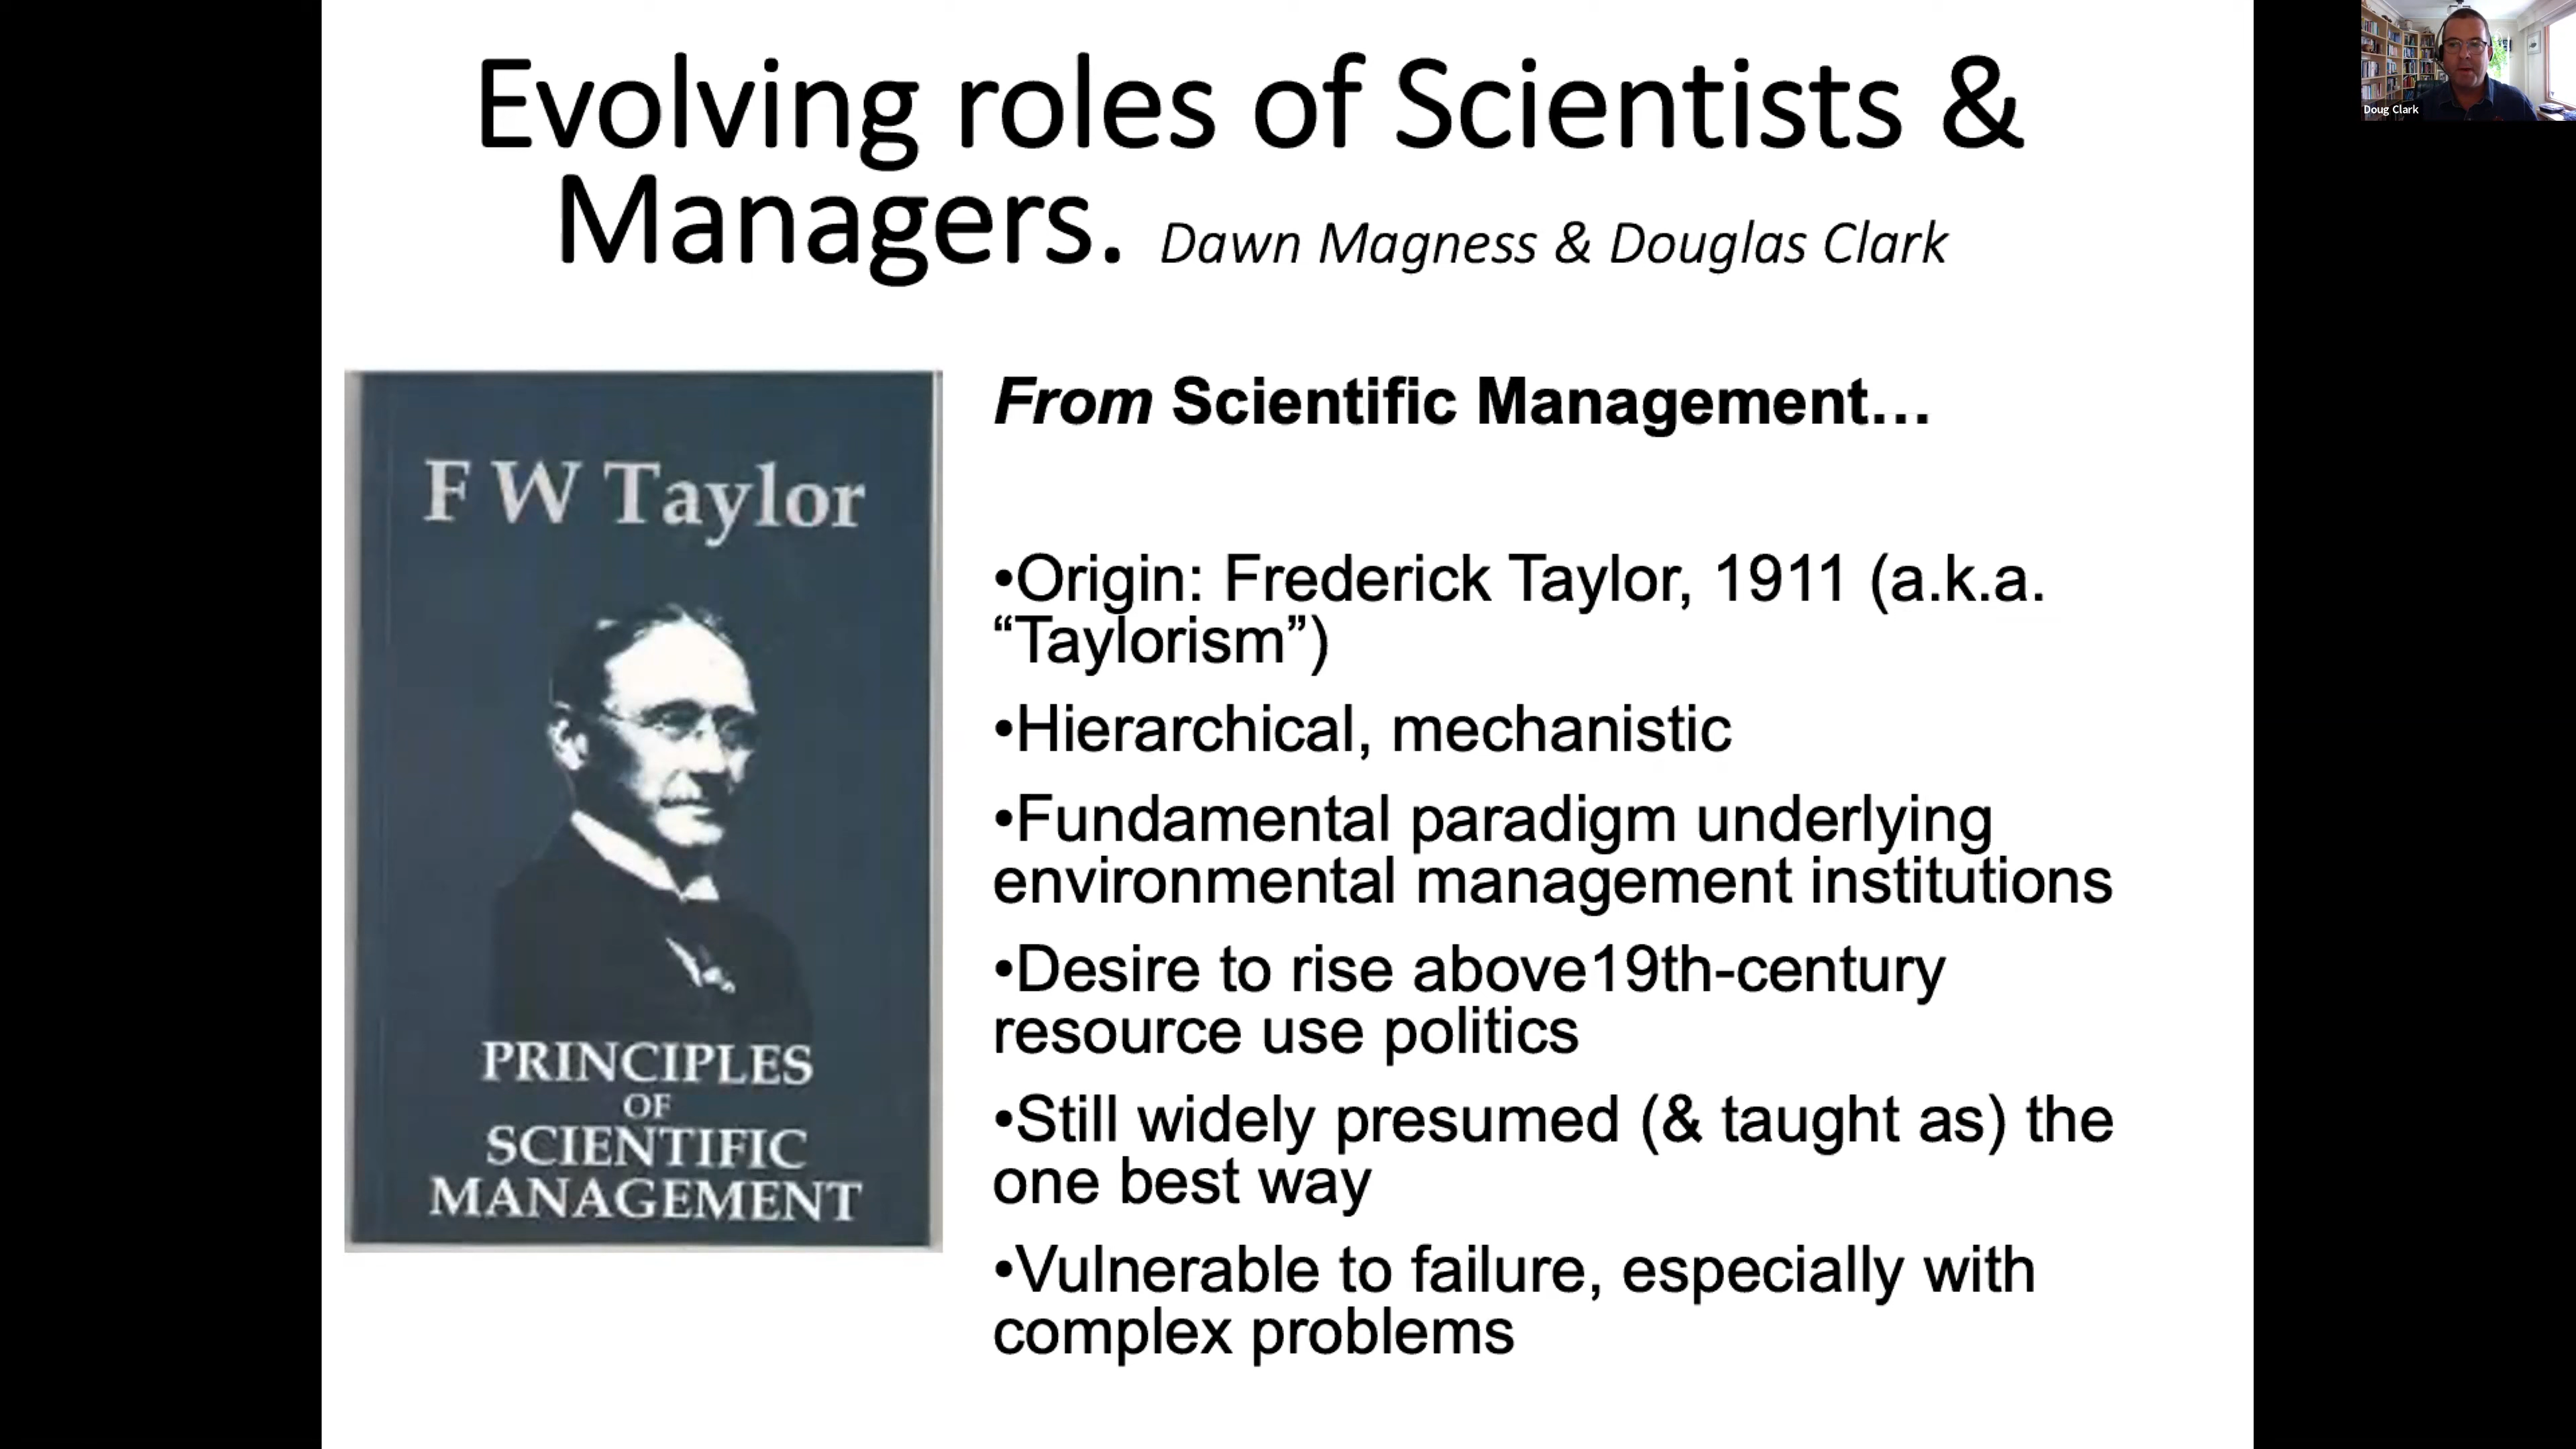 Evolving roles of Scientists &
Managers. Dawn Magness & Douglas Clark
Doug Clark
F W Taylor
PRINCIPLES
OF
SCIENTIFIC
MANAGEMENT
From Scientific Management…
•Origin: Frederick Taylor, 1911 (a.k.a.
“Taylorism”)
•Hierarchical, mechanistic
•Fundamental paradigm underlying
environmental management institutions
•Desire to rise above19th-century
resource use politics
•Still widely presumed (& taught as) the
one best way
•Vulnerable to failure, especially with
complex problems